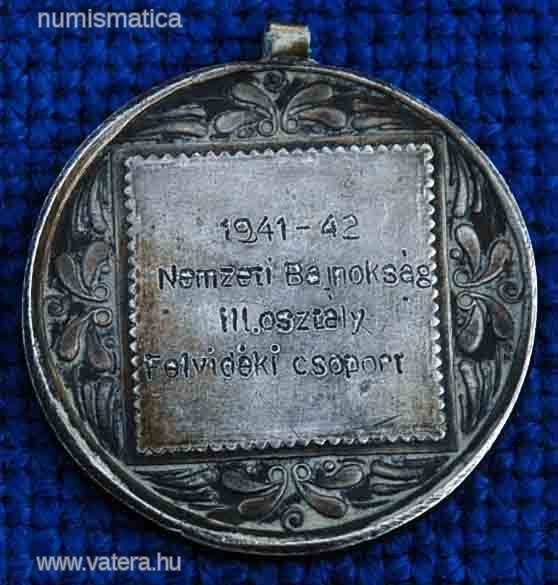 numismatica
1941-42
Nemzeti Bajnokság
III.osztály
Felvidéki csoport
www.vatera.hu